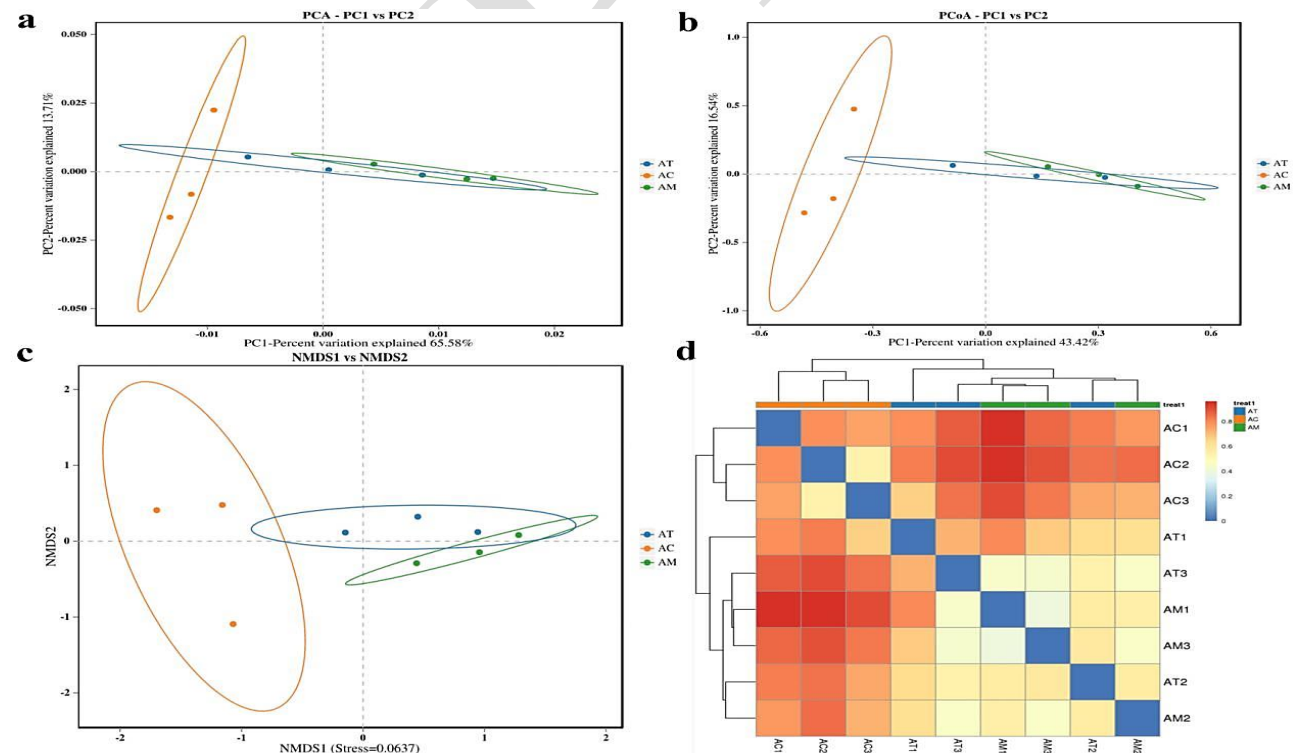 a
PCA - PC1 vs PC2
0.050
0.025
0.000
-0.025
-0.050
PC2-Percent variation explained 13.71%
-0.01
0.00
0.01
0.02
PC1-Percent variation explained 65.58%
AT
AC
AM
b
PCoA - PC1 vs PC2
1.0
0.5
0.0
-0.5
-1.0
PC2-Percent variation explained 16.54%
-0.6
-0.3
0.0
0.3
0.6
PC1-Percent variation explained 43.42%
AT
AC
AM
c
NMDS1 vs NMDS2
2
1
0
-1
-2
NMDS2
-2
-1
0
1
2
NMDS1 (Stress=0.0637)
AT
AC
AM
d
treat1
AC1
AC2
AC3
AT1
AT3
AM1
AM3
AT2
AM2
AC1
AC2
AC3
AT1
AT3
AM1
AM3
AT2
AM2
0.8
0.6
0.4
0.2
0
treat1
AT
AC
AM